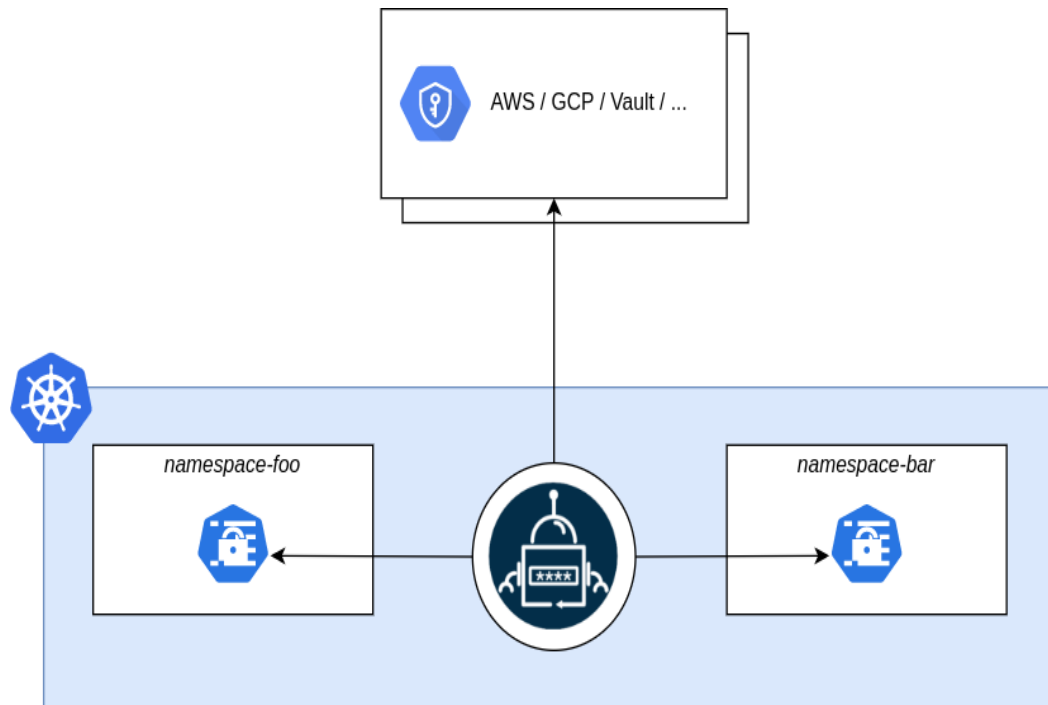 AWS / GCP / Vault / ...
namespace-foo
namespace-bar
****